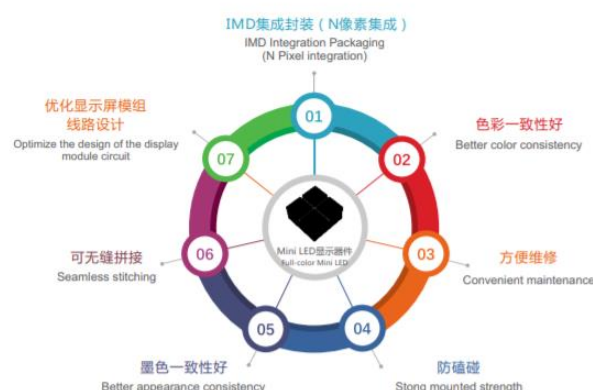 IMD集成封装（N像素集成）
IMD Integration Packaging
(N Pixel integration)
01
色彩一致性好
Better color consistency
02
方便维修
Convenient maintenance
03
防磕碰
Stong mounted strength
04
墨色一致性好
Better appearance consistency
05
可无缝拼接
Seamless stitching
06
优化显示屏模组
线路设计
Optimize the design of the display
module circuit
07
Mini LED显示器件
Full-color Mini LED